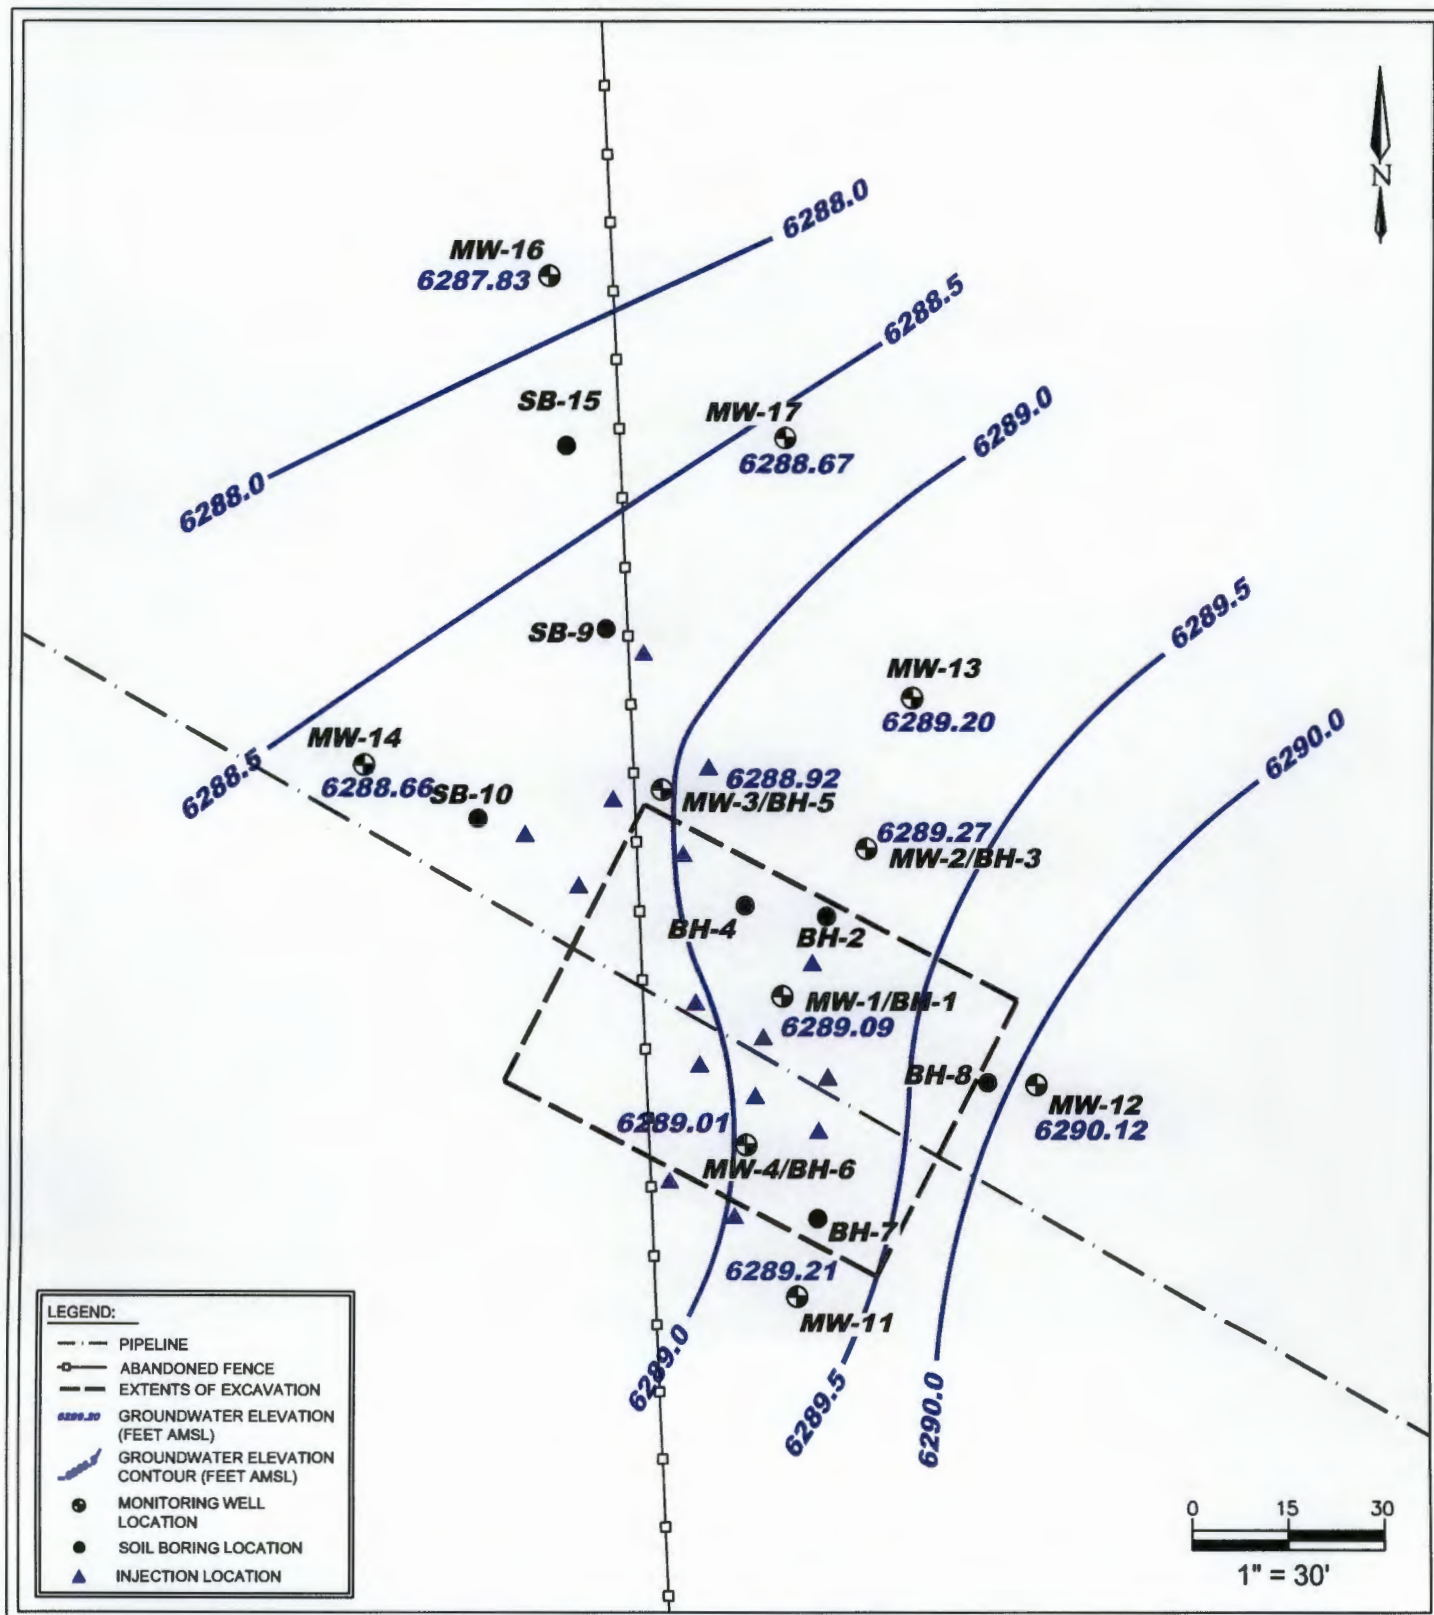 N
6288.0
MW-16
6287.83
6288.5
SB-15
MW-17
6288.67
6289.0
6288.0
SB-9
6289.5
MW-13
6289.20
MW-14
6288.66
6288.5
6290.0
SB-10
6288.92
MW-3/BH-5
6289.27
MW-2/BH-3
BH-4
BH-2
MW-1/BH-1
6289.09
BH-8
MW-12
6290.12
6289.01
MW-4/BH-6
BH-7
6289.21
MW-11
6289.0
6289.5
6290.0
LEGEND:
PIPELINE
ABANDONED FENCE
EXTENTS OF EXCAVATION
GROUNDWATER ELEVATION
(FEET AMSL)
GROUNDWATER ELEVATION
CONTOUR (FEET AMSL)
MONITORING WELL
LOCATION
SOIL BORING LOCATION
INJECTION LOCATION
0 15 30
1" = 30'